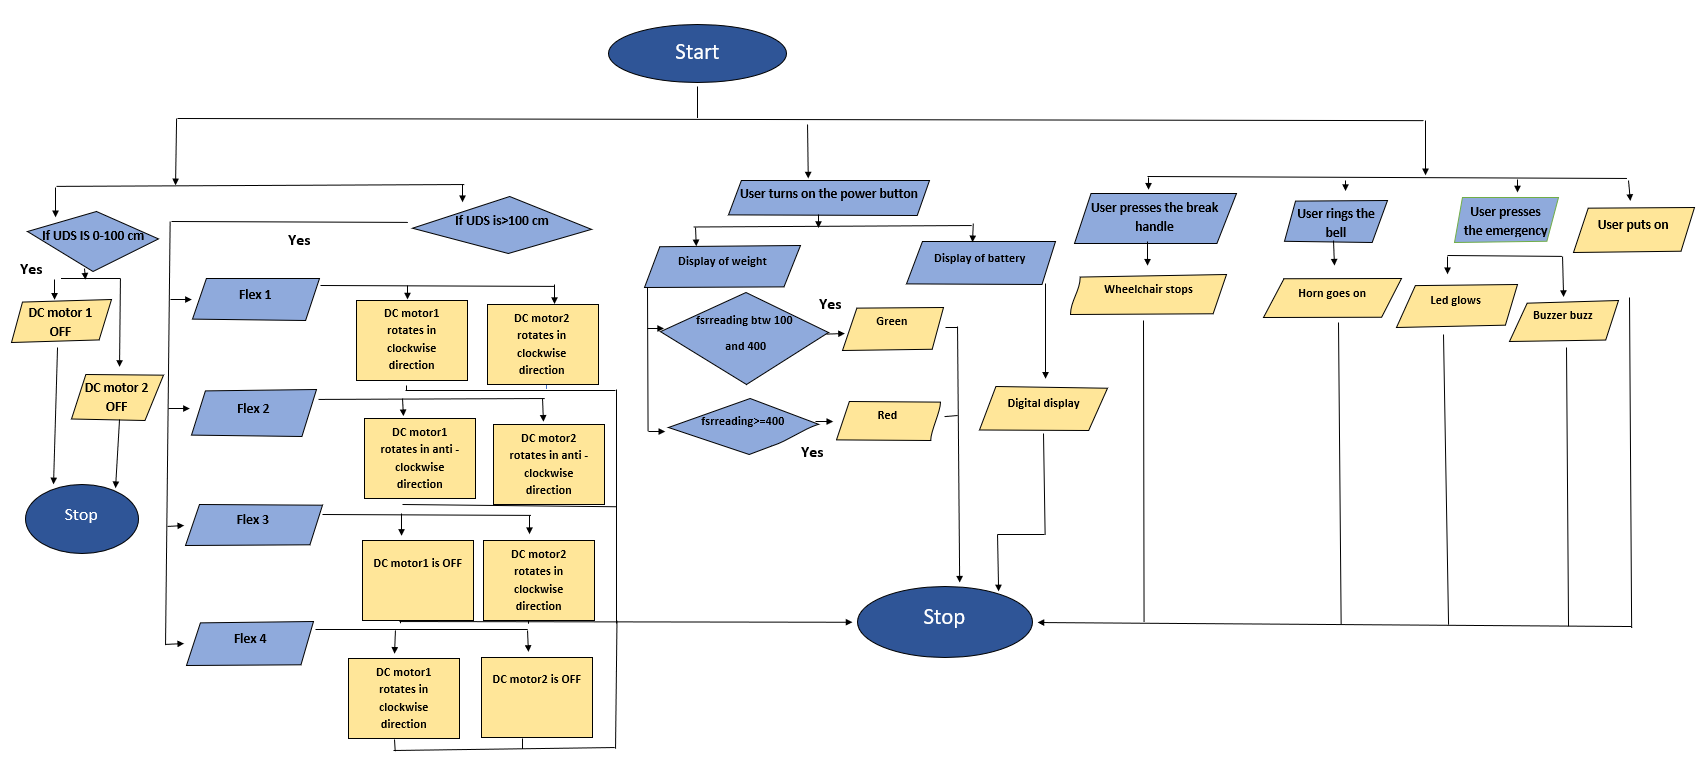 Start
If UDS IS 0-100 cm
Yes
DC motor 1
OFF
DC motor 2
OFF
Stop
If UDS is>100 cm
Yes
Flex 1
DC motor1
rotates in
clockwise
direction
DC motor2
rotates in
clockwise
direction
Flex 2
DC motor1
rotates in anti -
clockwise
direction
DC motor2
rotates in anti -
clockwise
direction
Flex 3
DC motor1 is OFF
DC motor2
rotates in
clockwise
direction
Flex 4
DC motor1
rotates in
clockwise
direction
DC motor2 is OFF
User turns on the power button
Display of weight
Display of battery
fsrreading btw 100
and 400
Yes
Green
fsrreading>=400
Yes
Red
Digital display
Stop
User presses the break
handle
Wheelchair stops
User rings the
bell
Horn goes on
User presses
the emergency
Led glows
Buzzer buzz
User puts on